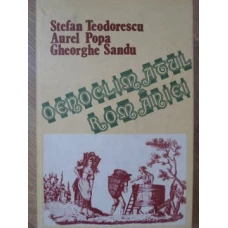 Stefan Teodorescu
Aurel Popa
Gheorghe Sandu
OENOCLIMATUL
ROMÂNIEI